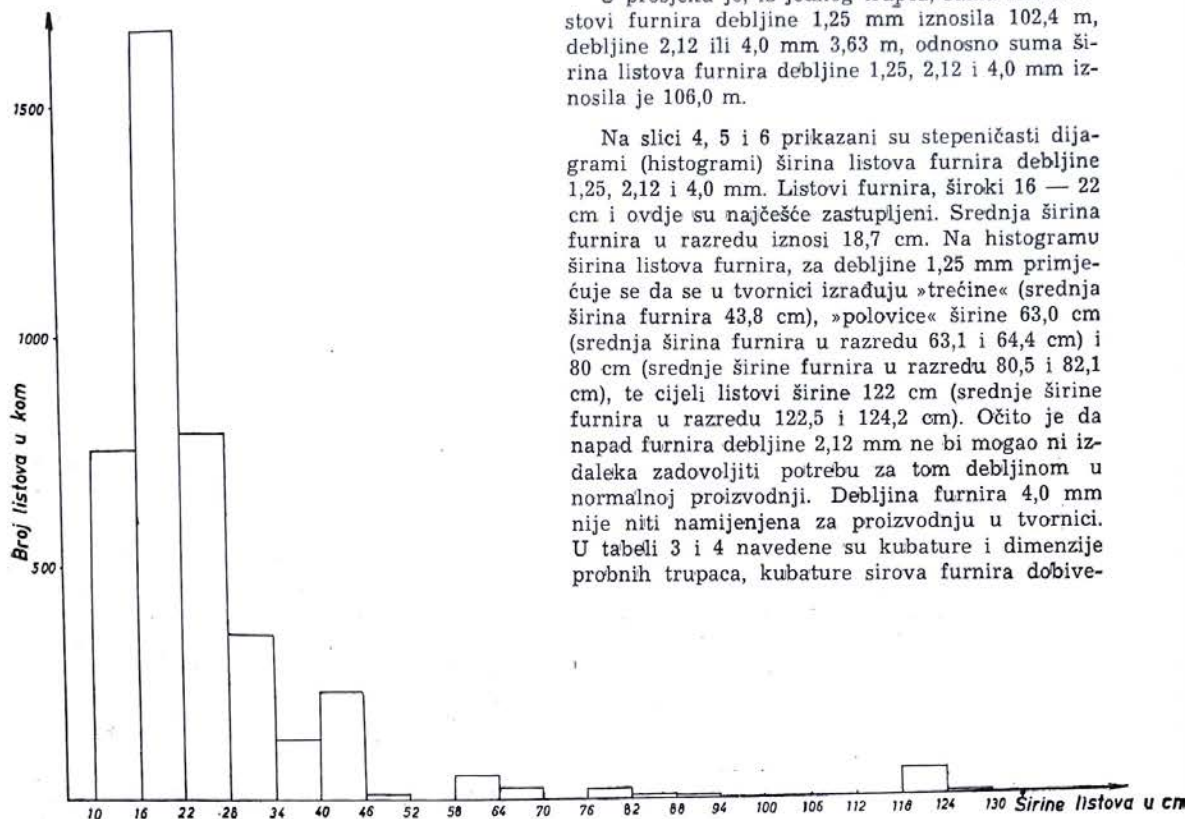 stovi furnira debljine 1,25 mm iznosila 102,4 m,
debljine 2,12 ili 4,0 mm 3,63 m, odnosno suma ši-
rina listova furnira debljine 1,25, 2,12 i 4,0 mm iz-
nosila je 106,0 m.
Na slici 4, 5 i 6 prikazani su stepeničasti dija-
grami (histogrami) širina listova furnira debljine
1,25, 2,12 i 4,0 mm. Listovi furnira, široki 16 — 22
cm i ovdje su najčešće zastupljeni. Srednja širina
furnira u razredu iznosi 18,7 cm. Na histogramu
širina listova furnira, za debljine 1,25 mm primje-
ćuje se da se u tvornici izrađuju »trećine« (srednja
širina furnira 43,8 cm), »polovice« širine 63,0 cm
(srednja širina furnira u razredu 63,1 i 64,4 cm) i
80 cm (srednje širine furnira u razredu 80,5 i 82,1
cm), te cijeli listovi širine 122 cm (srednje širine
furnira u razredu 122,5 i 124,2 cm). Očito je da
napad furnira debljine 2,12 mm ne bi mogao ni iz-
daleka zadovoljiti potrebu za tom debljinom u
normalnoj proizvodnji. Debljina furnira 4,0 mm
nije niti namijenjena za proizvodnju u tvornici.
U tabeli 3 i 4 navedene su kubature i dimenzije
probnih trupaca, kubature sirova furnira dobive-
1500
1000
500
Broj listova u kom
10 16 22 28 34 40 46 52 58 64 70 76 82 88 94 100 106 112 118 124 130 Širine listova u cm